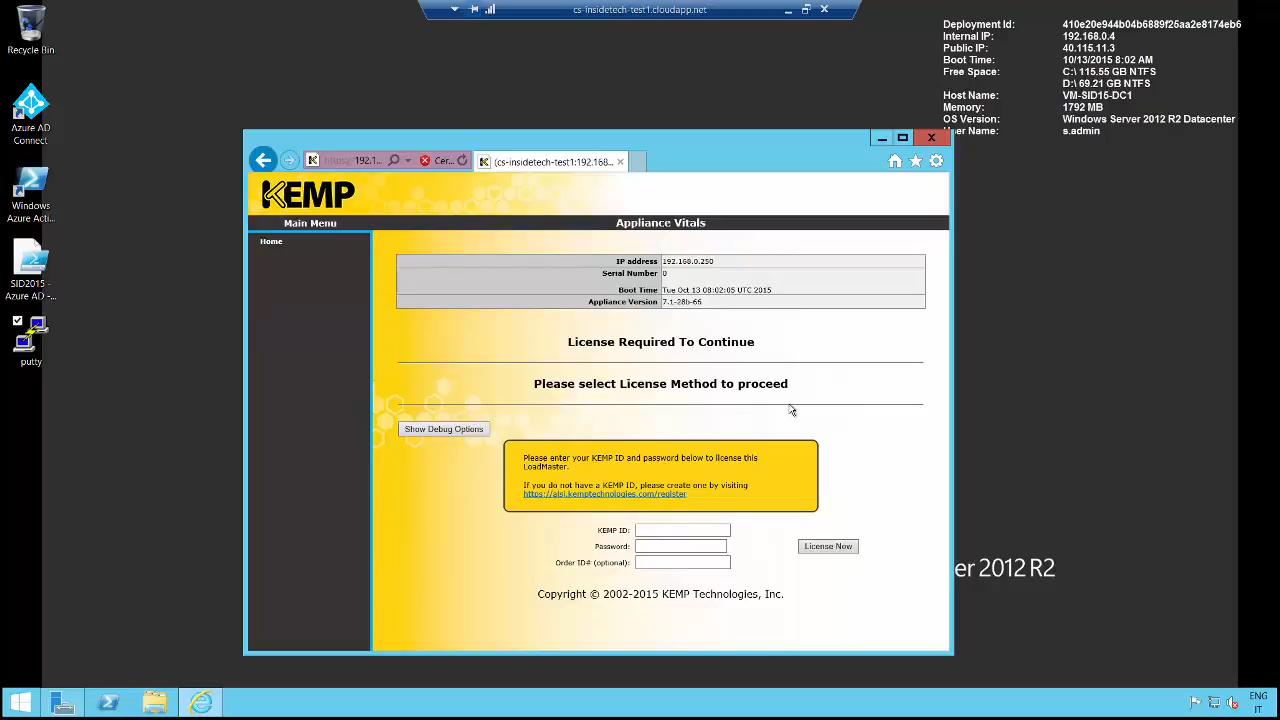 cs-insidetech-test1.cloudapp.net
Recycle Bin
Azure AD
Connect
Windows
Azure Acti...
SID2015 -
Azure AD -...
putty
Deployment Id: 410e20e944b04b6889f25aa2e8174eb6
Internal IP: 192.168.0.4
Public IP: 40.115.11.3
Boot Time: 10/13/2015 8:02 AM
Free Space: C:\ 115.55 GB NTFS
D:\ 69.21 GB NTFS
Host Name: VM-SID15-DC1
Memory: 1792 MB
OS Version: Windows Server 2012 R2 Datacenter
User Name: s.admin
https://192.1...
Cer...
(cs-insidetech-test1:192.168...
KEMP
Main Menu
Appliance Vitals
Home
IP address 192.168.0.250
Serial Number 0
Boot Time Tue Oct 13 08:02:05 UTC 2015
Appliance Version 7.1-28b-66
License Required To Continue
Please select License Method to proceed
Show Debug Options
Please enter your KEMP ID and password below to license this
LoadMaster.
If you do not have a KEMP ID, please create one by visiting
https://alsi.kemptechnologies.com/register
KEMP ID:
Password:
License Now
Order ID# (optional):
Copyright © 2002-2015 KEMP Technologies, Inc.
er 2012 R2
ENG
IT